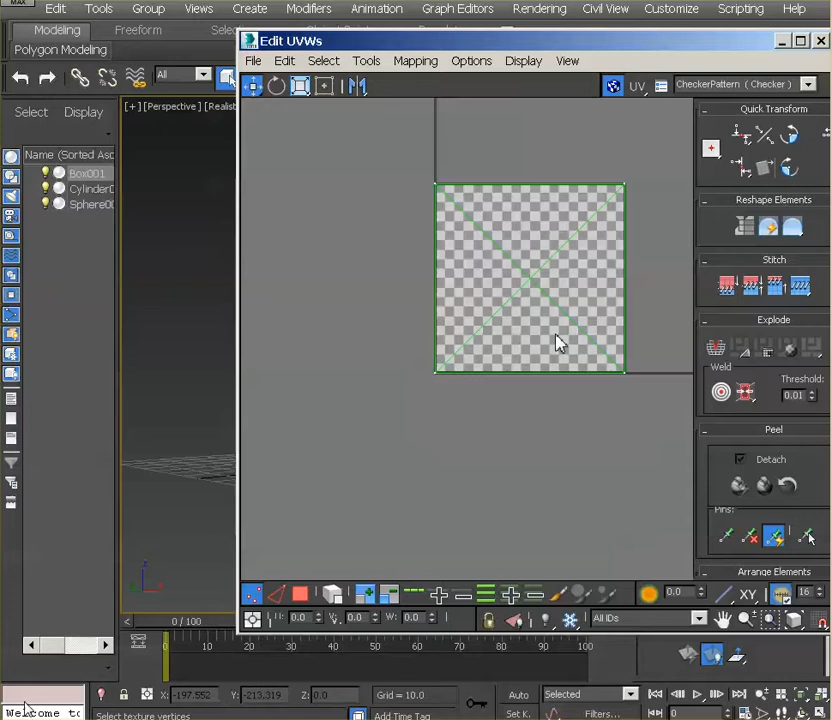 MAX
Edit Tools Group Views Create Modifiers Animation Graph Editors Rendering Civil View Customize Scripting Help
Modeling Freeform
Polygon Modeling
All
Edit UVWs
File Edit Select Tools Mapping Options Display View
UV CheckerPattern ( Checker )
Select Display
[+] [Perspective]
Name (Sorted Asc
Box001
Cylinder0
Sphere00
Quick Transform
Reshape Elements
Stitch
Explode
Weld Threshold:
0.01
Peel
Detach
Pins:
Arrange Elements
0.0 XY 16
U: 0.0 V: 0.0 W: 0.0 All IDs
0 / 100
0 10 20 30 40 50 60 70 80 90 100
X: -197.552 Y: -213.319 Z: 0.0 Grid = 10.0 Auto Selected
Welcome to
Select texture vertices Add Time Tag Set K. Filters... 0